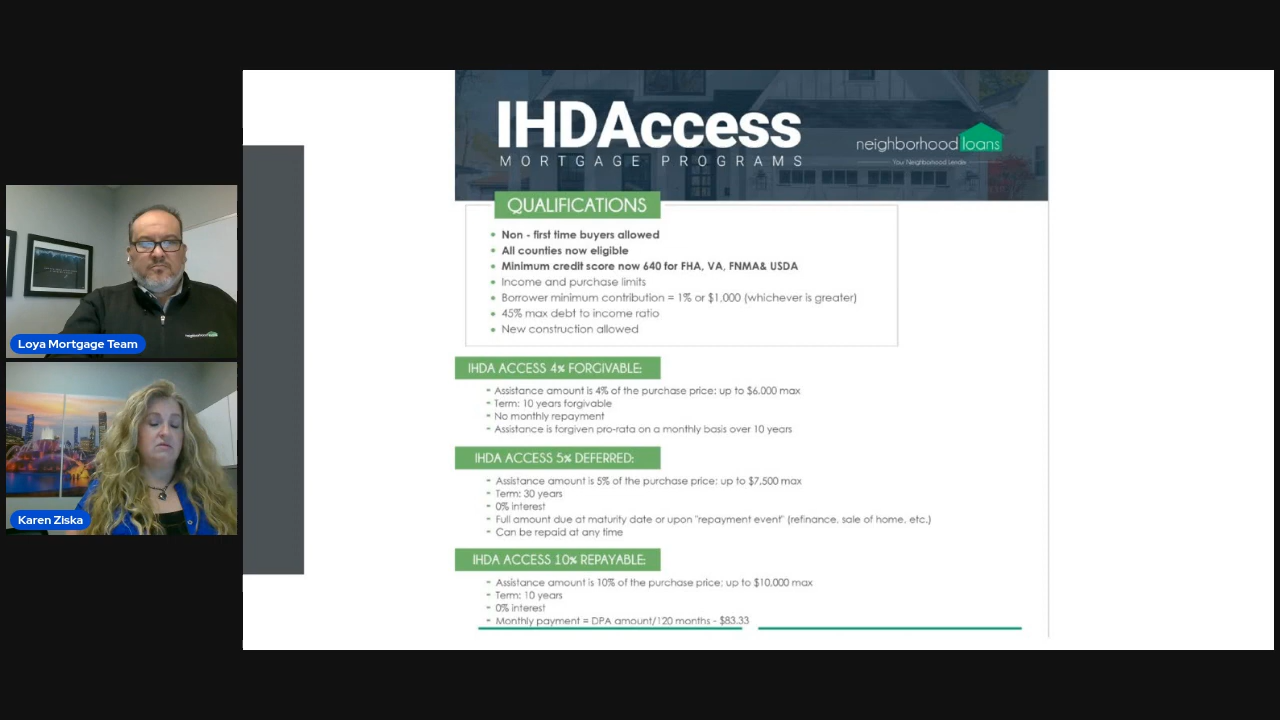 IHDAccess
MORTGAGE PROGRAMS
neighborhood loans
Your Neighborhood Lender
QUALIFICATIONS
• Non - first time buyers allowed
• All counties now eligible
• Minimum credit score now 640 for FHA, VA, FNMA& USDA
• Income and purchase limits
• Borrower minimum contribution = 1% or $1,000 (whichever is greater)
• 45% max debt to income ratio
• New construction allowed
IHDA ACCESS 4% FORGIVABLE:
- Assistance amount is 4% of the purchase price; up to $6,000 max
- Term: 10 years forgivable
- No monthly repayment
- Assistance is forgiven pro-rata on a monthly basis over 10 years
IHDA ACCESS 5% DEFERRED:
- Assistance amount is 5% of the purchase price; up to $7,500 max
- Term: 30 years
- 0% interest
- Full amount due at maturity date or upon "repayment event" (refinance, sale of home, etc.)
- Can be repaid at any time
IHDA ACCESS 10% REPAYABLE:
- Assistance amount is 10% of the purchase price; up to $10,000 max
- Term: 10 years
- 0% interest
- Monthly payment = DPA amount/120 months - $83.33
Loya Mortgage Team
neighborhood loans
Karen Ziska